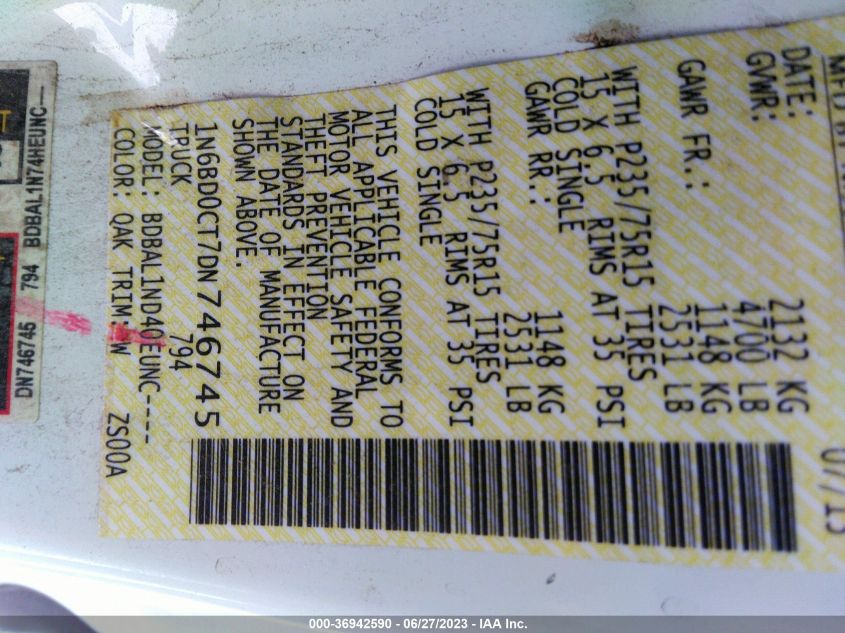 DATE: 07/13
GVWR: 2132 KG
4700 LB
GAWR FR.: 1148 KG
2531 LB
WITH P235/75R15 TIRES
15 X 6.5 RIMS AT 35 PSI
COLD SINGLE
GAWR RR.: 1148 KG
2531 LB
WITH P235/75R15 TIRES
15 X 6.5 RIMS AT 35 PSI
COLD SINGLE
THIS VEHICLE CONFORMS TO
ALL APPLICABLE FEDERAL
MOTOR VEHICLE SAFETY AND
THEFT PREVENTION
STANDARDS IN EFFECT ON
THE DATE OF MANUFACTURE
SHOWN ABOVE.
1N6BD0CT7DN746745
TPUCK 794
MODEL: BDBAL1ND40EUNC-----
COLOR: QAK TRIM:W ZS00A
DN746745 794 BDBAL1N74HEUNC--
000-36942590 - 06/27/2023 - IAA Inc.